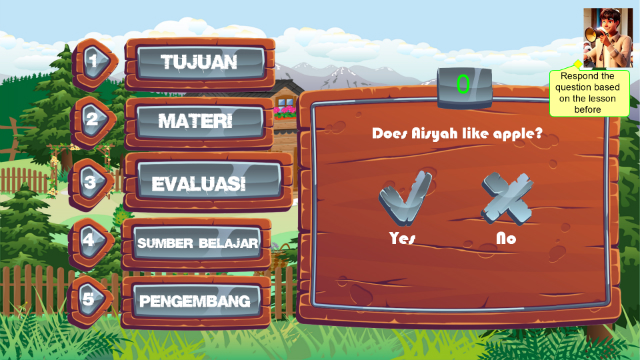 1 TUJUAN
2 MATERI
3 EVALUASI
4 SUMBER BELAJAR
5 PENGEMBANG
0
Does Aisyah like apple?
Yes No
Respond the
question based
on the lesson
before